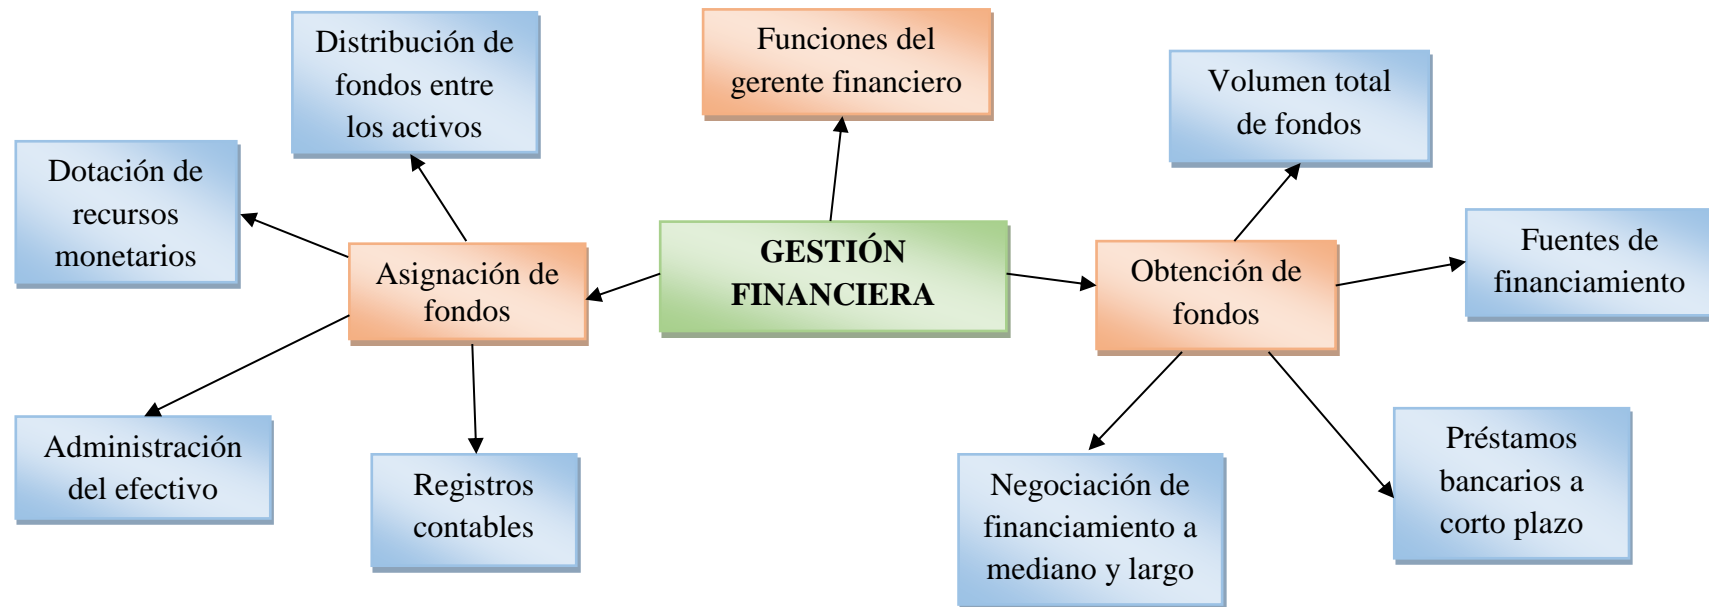 Distribución de
fondos entre
los activos
Funciones del
gerente financiero
Volumen total
de fondos
Dotación de
recursos
monetarios
GESTIÓN
FINANCIERA
Asignación de
fondos
Obtención de
fondos
Fuentes de
financiamiento
Administración
del efectivo
Registros
contables
Negociación de
financiamiento a
mediano y largo
Préstamos
bancarios a
corto plazo